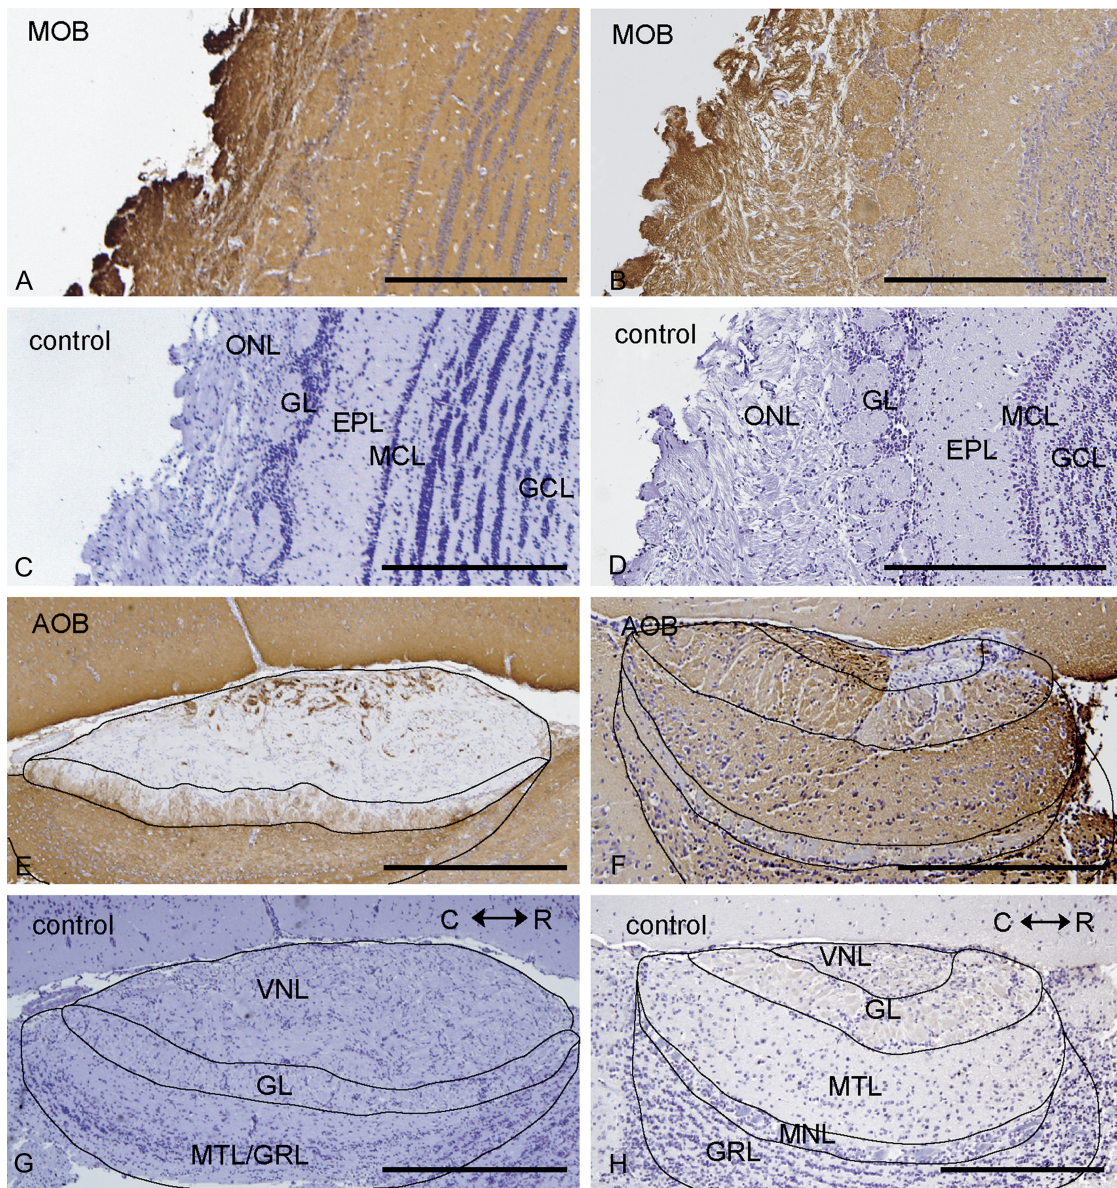 MOB
A
MOB
B
control
ONL
GL
EPL
MCL
GCL
C
control
ONL
GL
MCL
EPL
GCL
D
AOB
E
AOB
F
control
C R
VNL
GL
MTL/GRL
G
control
C R
VNL
GL
MTL
MNL
GRL
H